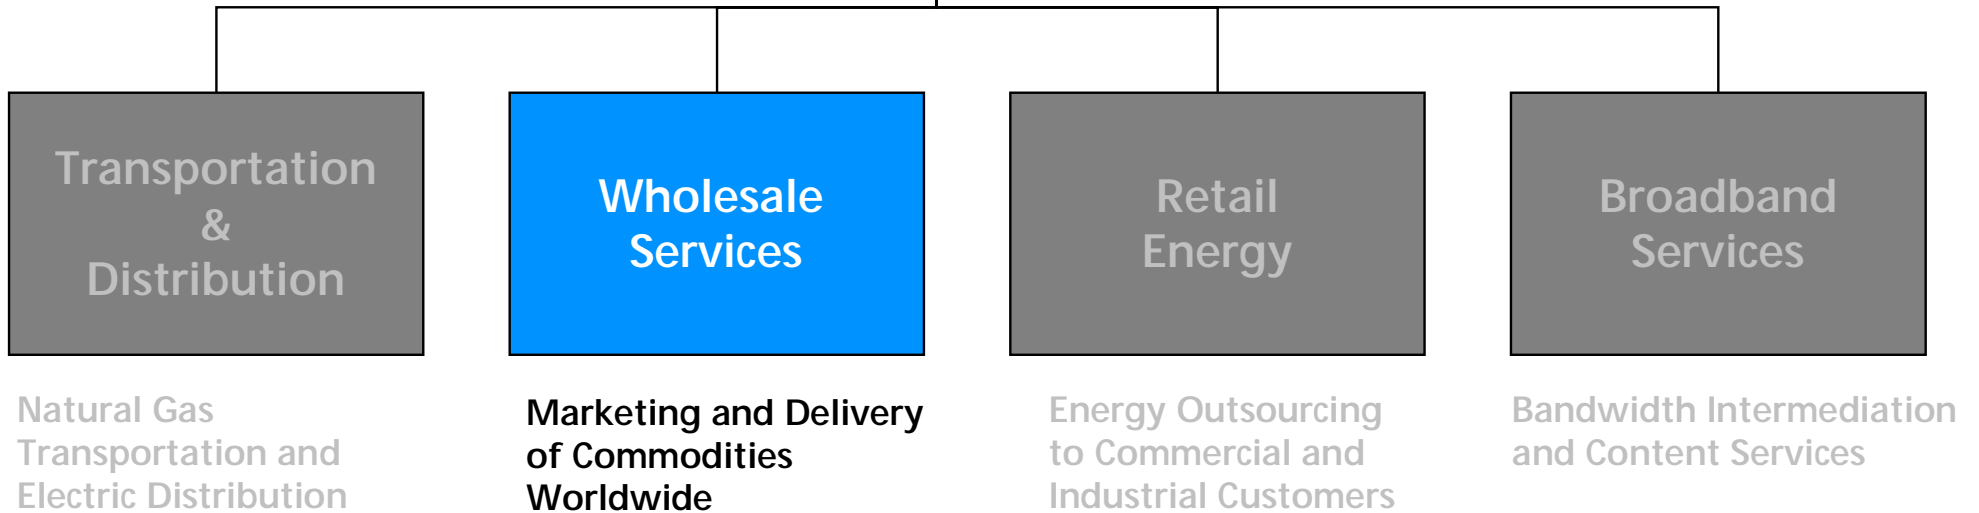 Transportation
&
Distribution
Wholesale
Services
Retail
Energy
Broadband
Services
Natural Gas
Transportation and
Electric Distribution
Marketing and Delivery
of Commodities
Worldwide
Energy Outsourcing
to Commercial and
Industrial Customers
Bandwidth Intermediation
and Content Services